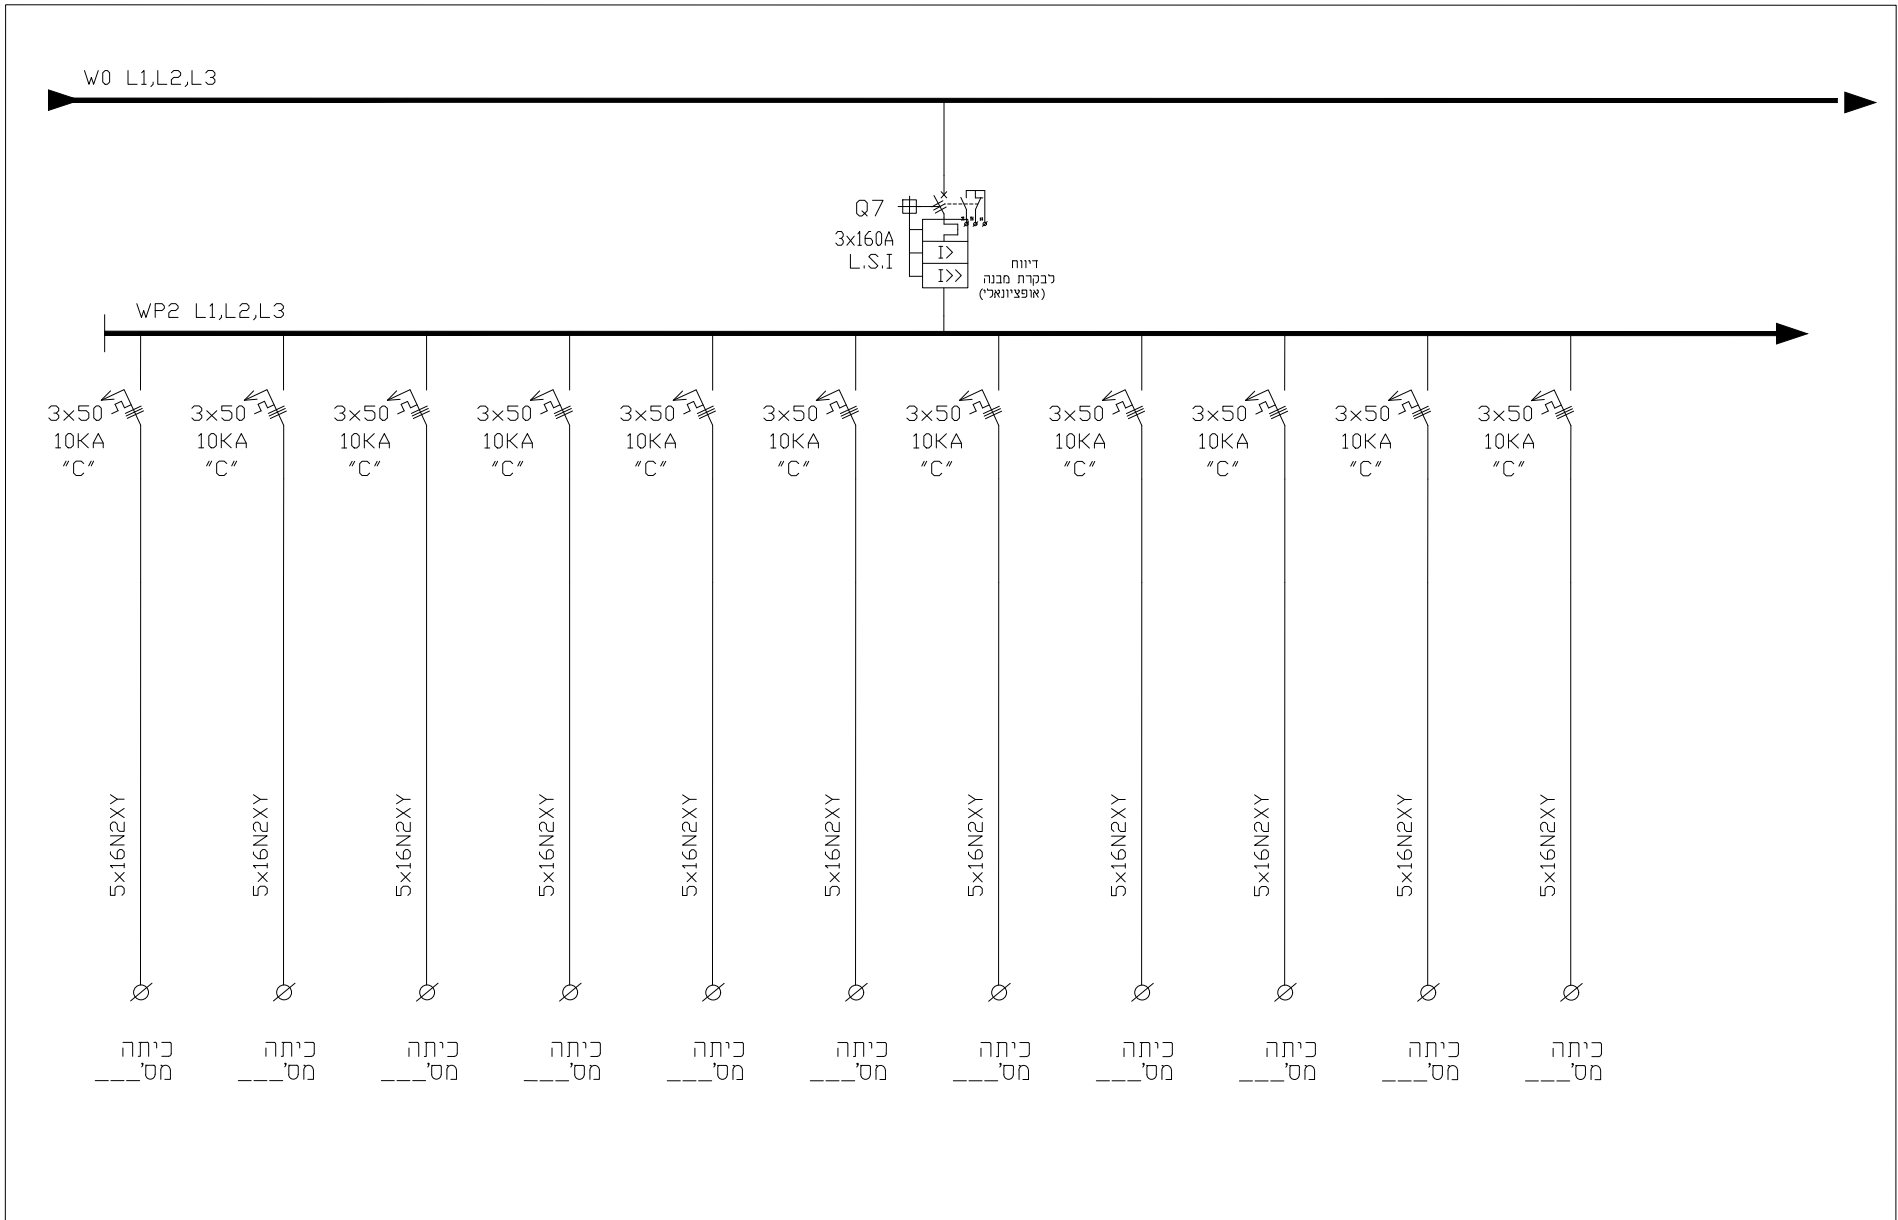 W0 L1,L2,L3
Q7
3x160A
L.S.I
I>
I>>
דיווח
לבקרת מבנה
(אופציונאלי)
WP2 L1,L2,L3
3x50 3x50 3x50 3x50 3x50 3x50 3x50 3x50 3x50 3x50 3x50
10KA 10KA 10KA 10KA 10KA 10KA 10KA 10KA 10KA 10KA 10KA
"C" "C" "C" "C" "C" "C" "C" "C" "C" "C" "C"
5x16N2XY 5x16N2XY 5x16N2XY 5x16N2XY 5x16N2XY 5x16N2XY 5x16N2XY 5x16N2XY 5x16N2XY 5x16N2XY 5x16N2XY
כיתה כיתה כיתה כיתה כיתה כיתה כיתה כיתה כיתה כיתה כיתה
מס'___ מס'___ מס'___ מס'___ מס'___ מס'___ מס'___ מס'___ מס'___ מס'___ מס'___